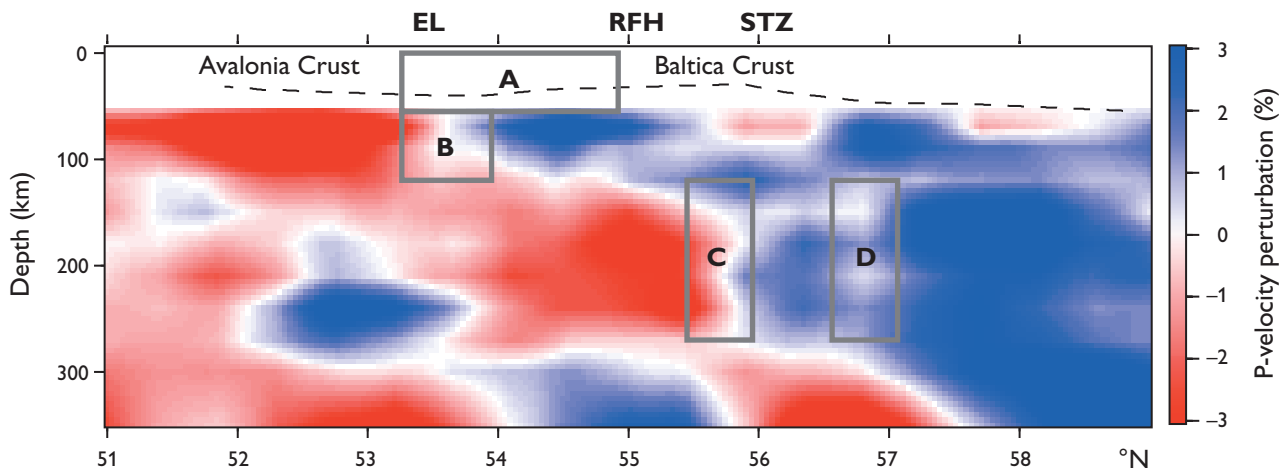 EL RFH STZ
0 Avalonia Crust A Baltica Crust 3
B 2
100 1
C D 0
200 −1
−2
300 −3
Depth (km)
P-velocity perturbation (%)
51 52 53 54 55 56 57 58 °N